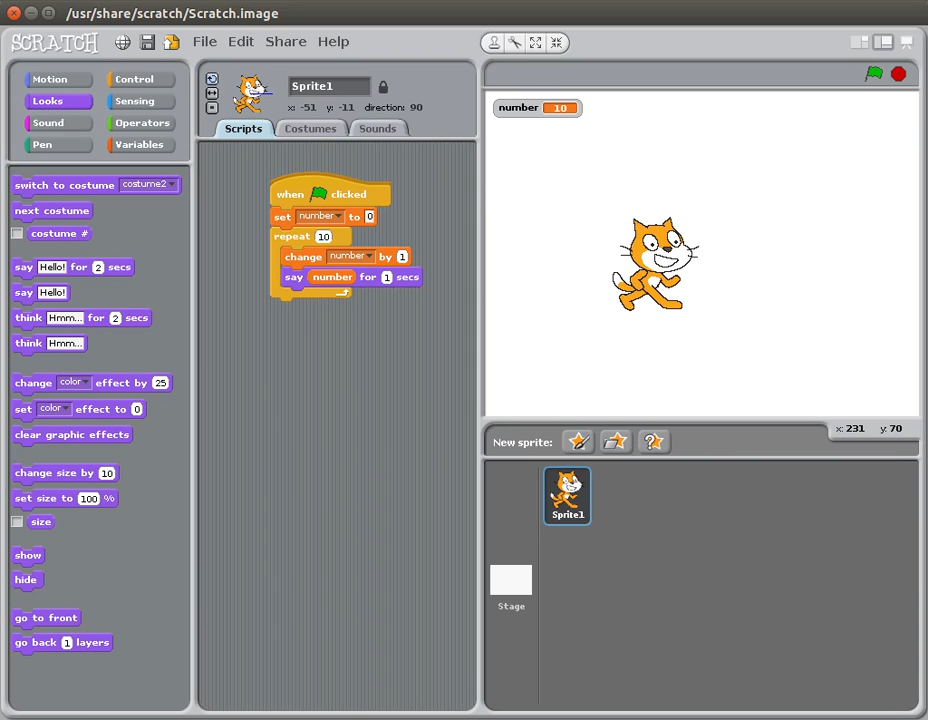 /usr/share/scratch/Scratch.image
SCRATCH
File Edit Share Help
Motion Control
Looks Sensing
Sound Operators
Pen Variables
switch to costume costume2
next costume
costume #
say Hello! for 2 secs
say Hello!
think Hmm... for 2 secs
think Hmm...
change color effect by 25
set color effect to 0
clear graphic effects
change size by 10
set size to 100 %
size
show
hide
go to front
go back 1 layers
Sprite1
x: -51 y: -11 direction: 90
Scripts Costumes Sounds
when clicked
set number to 0
repeat 10
change number by 1
say number for 1 secs
number 10
x: 231 y: 70
New sprite:
Sprite1
Stage